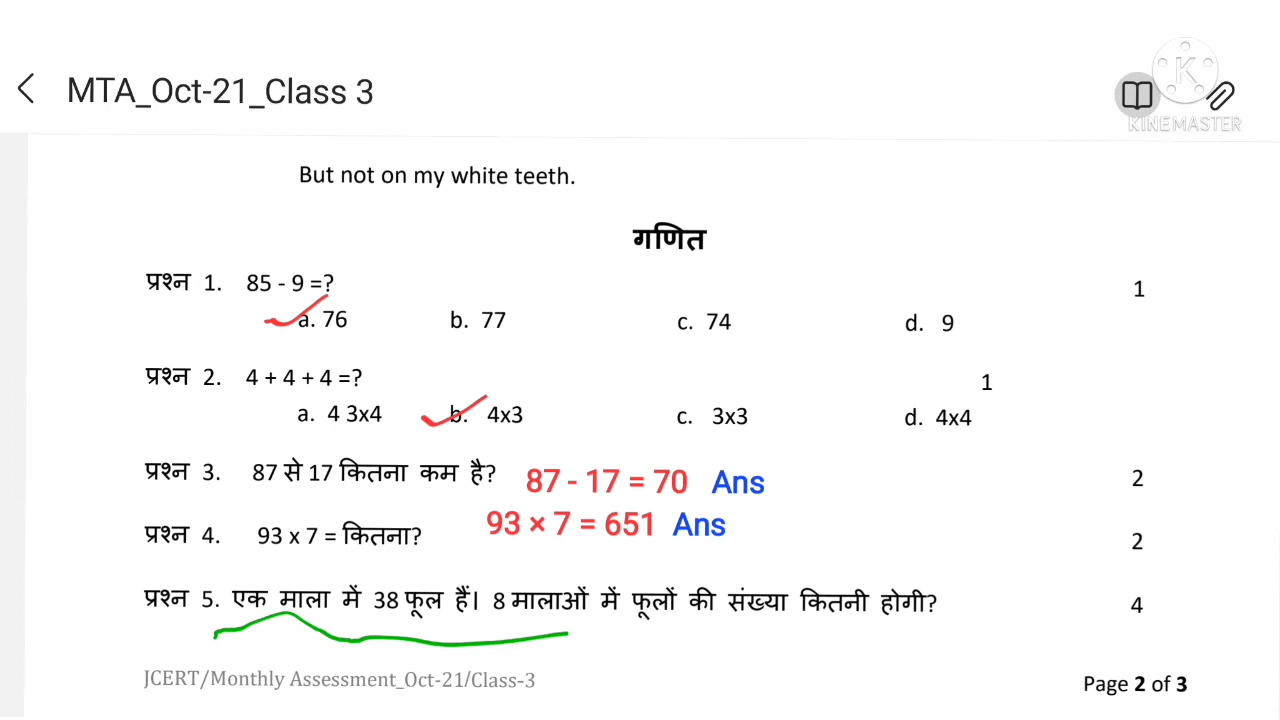 MTA_Oct-21_Class 3
KINEMASTER
But not on my white teeth.
गणित
प्रश्न 1. 85 - 9 =? 1
a. 76 b. 77 c. 74 d. 9
प्रश्न 2. 4 + 4 + 4 =? 1
a. 4 3x4 b. 4x3 c. 3x3 d. 4x4
प्रश्न 3. 87 से 17 कितना कम है? 87 - 17 = 70 Ans 2
93 × 7 = 651 Ans
प्रश्न 4. 93 x 7 = कितना? 2
प्रश्न 5. एक माला में 38 फूल हैं। 8 मालाओं में फूलों की संख्या कितनी होगी? 4
JCERT/Monthly Assessment_Oct-21/Class-3
Page 2 of 3